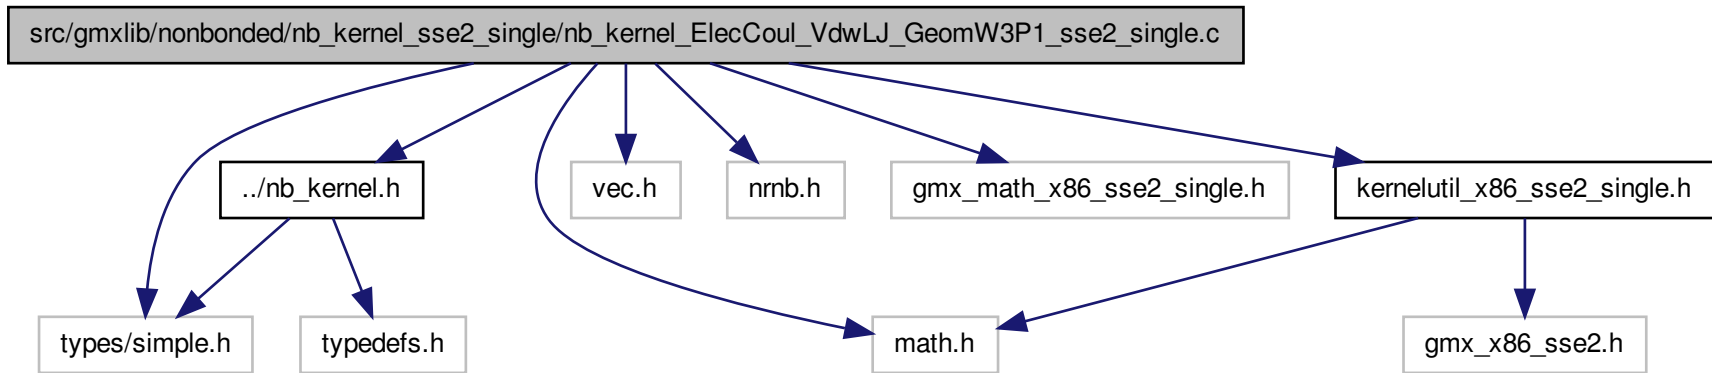 src/gmxlib/nonbonded/nb_kernel_sse2_single/nb_kernel_ElecCoul_VdwLJ_GeomW3P1_sse2_single.c
../nb_kernel.h
vec.h
nrnb.h
gmx_math_x86_sse2_single.h
kernelutil_x86_sse2_single.h
types/simple.h
typedefs.h
math.h
gmx_x86_sse2.h